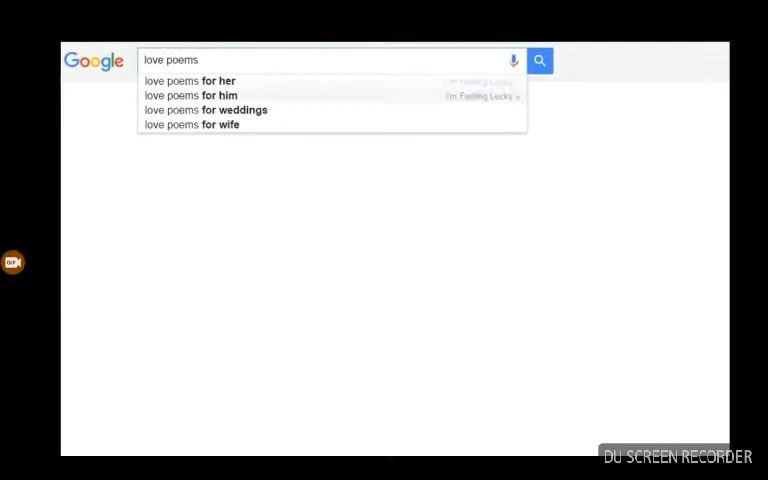 Google
love poems
love poems for her
love poems for him
I'm Feeling Lucky »
love poems for weddings
love poems for wife
GIF
DU SCREEN RECORDER